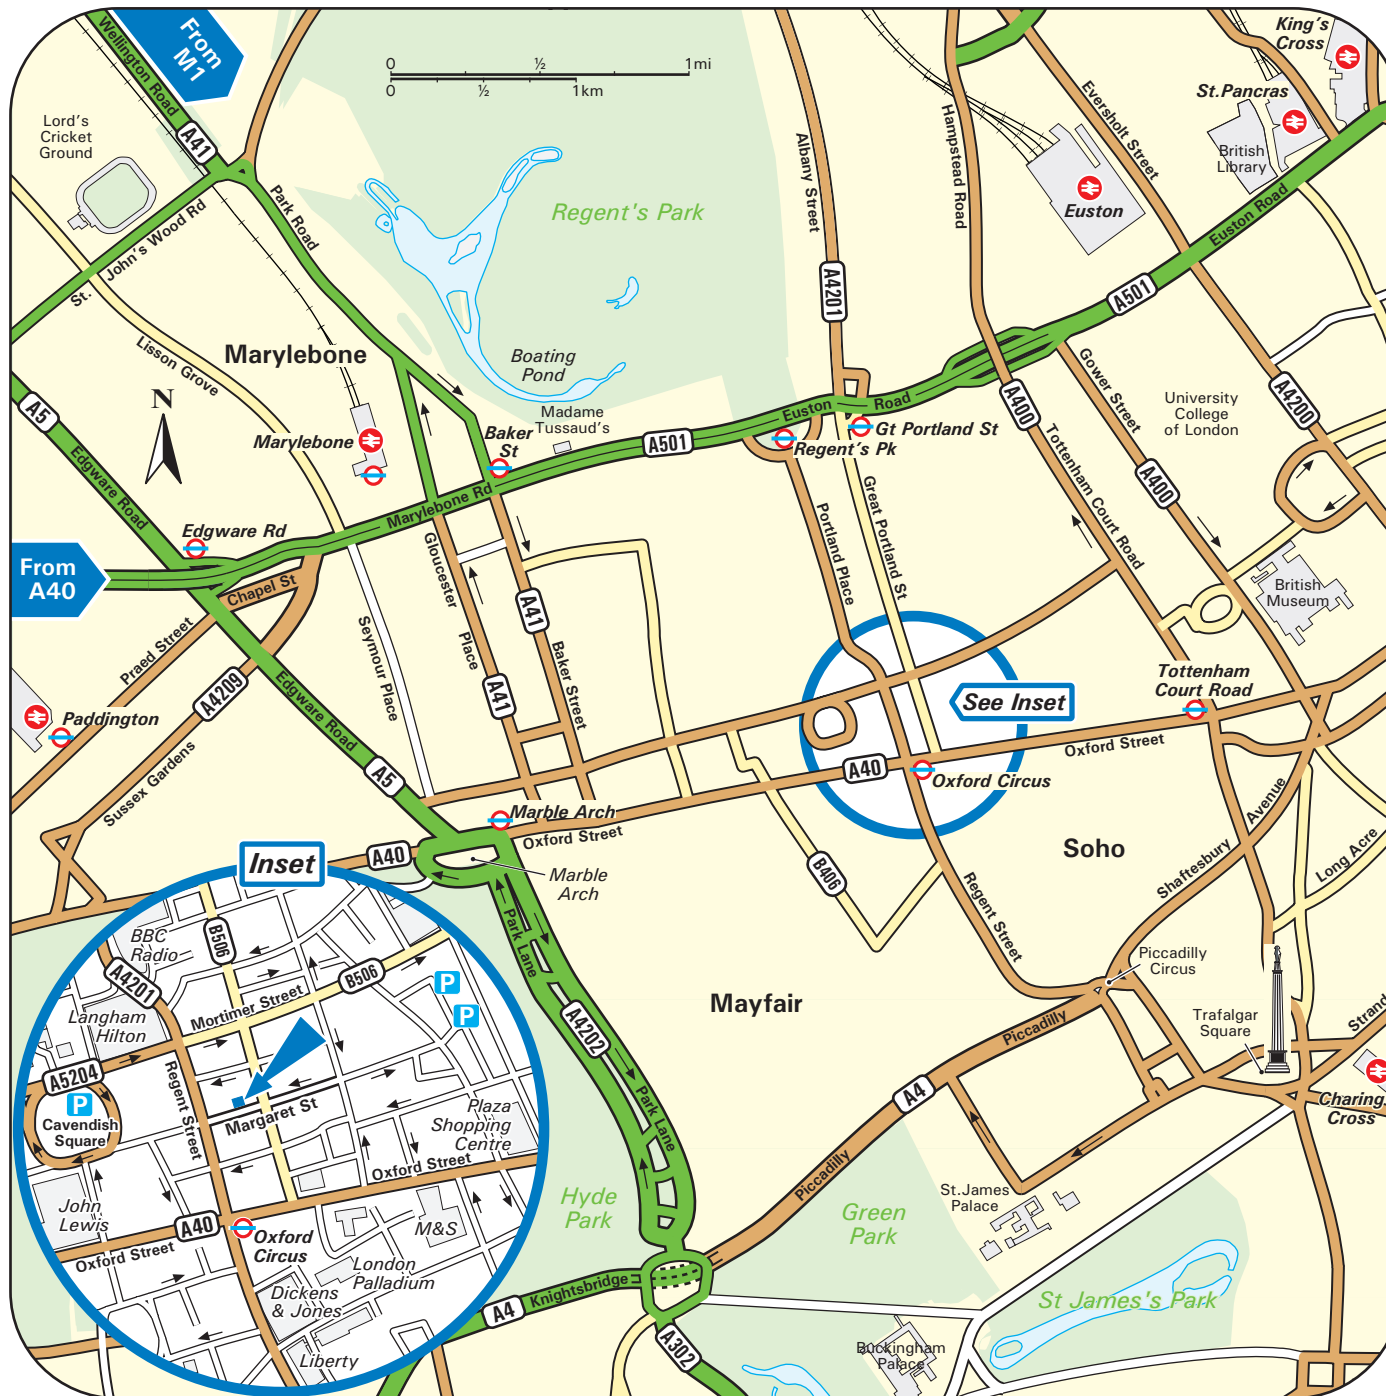 From
M1
Wellington Road
A41
Lord's
Cricket
Ground
0
½
1mi
0
½
1km
King's
Cross
St.Pancras
British
Library
Euston
Eversholt Street
Hampstead Road
Albany Street
Regent's Park
Park Road
St. John's Wood Rd
Euston Road
A501
A4201
Lisson Grove
Marylebone
Boating
Pond
N
A5
Marylebone
Madame
Tussaud's
Baker
St
A501
Euston Road
Gt Portland St
Regent's Pk
A400
Gower Street
University
College
of London
A4200
Tottenham Court Road
A400
Edgware Road
Edgware Rd
Marylebone Rd
From
A40
Chapel St
Praed Street
Gloucester Place
A41
Seymour Place
Baker Street
A41
Portland Place
Great Portland St
British
Museum
A4209
Edgware Road
Paddington
Sussex Gardens
Tottenham
Court Road
See Inset
Oxford Street
A40
Oxford Circus
A5
Marble Arch
Oxford Street
A40
Marble
Arch
B406
Soho
Shaftesbury Avenue
Long Acre
Regent Street
Park Lane
A4202
Park Lane
Mayfair
Piccadilly
Circus
Piccadilly
Trafalgar
Square
Strand
A4
Charing
Cross
Piccadilly
St.James
Palace
Hyde
Park
Green
Park
St James's Park
Knightsbridge
A4
A302
Buckingham
Palace
Inset
BBC
Radio
B506
A4201
B506
Mortimer Street
Langham
Hilton
P
P
A5204
P
Cavendish
Square
Regent Street
Margaret St
Plaza
Shopping
Centre
Oxford Street
John
Lewis
A40
Oxford Street
Oxford
Circus
M&S
London
Palladium
Dickens
& Jones
Liberty